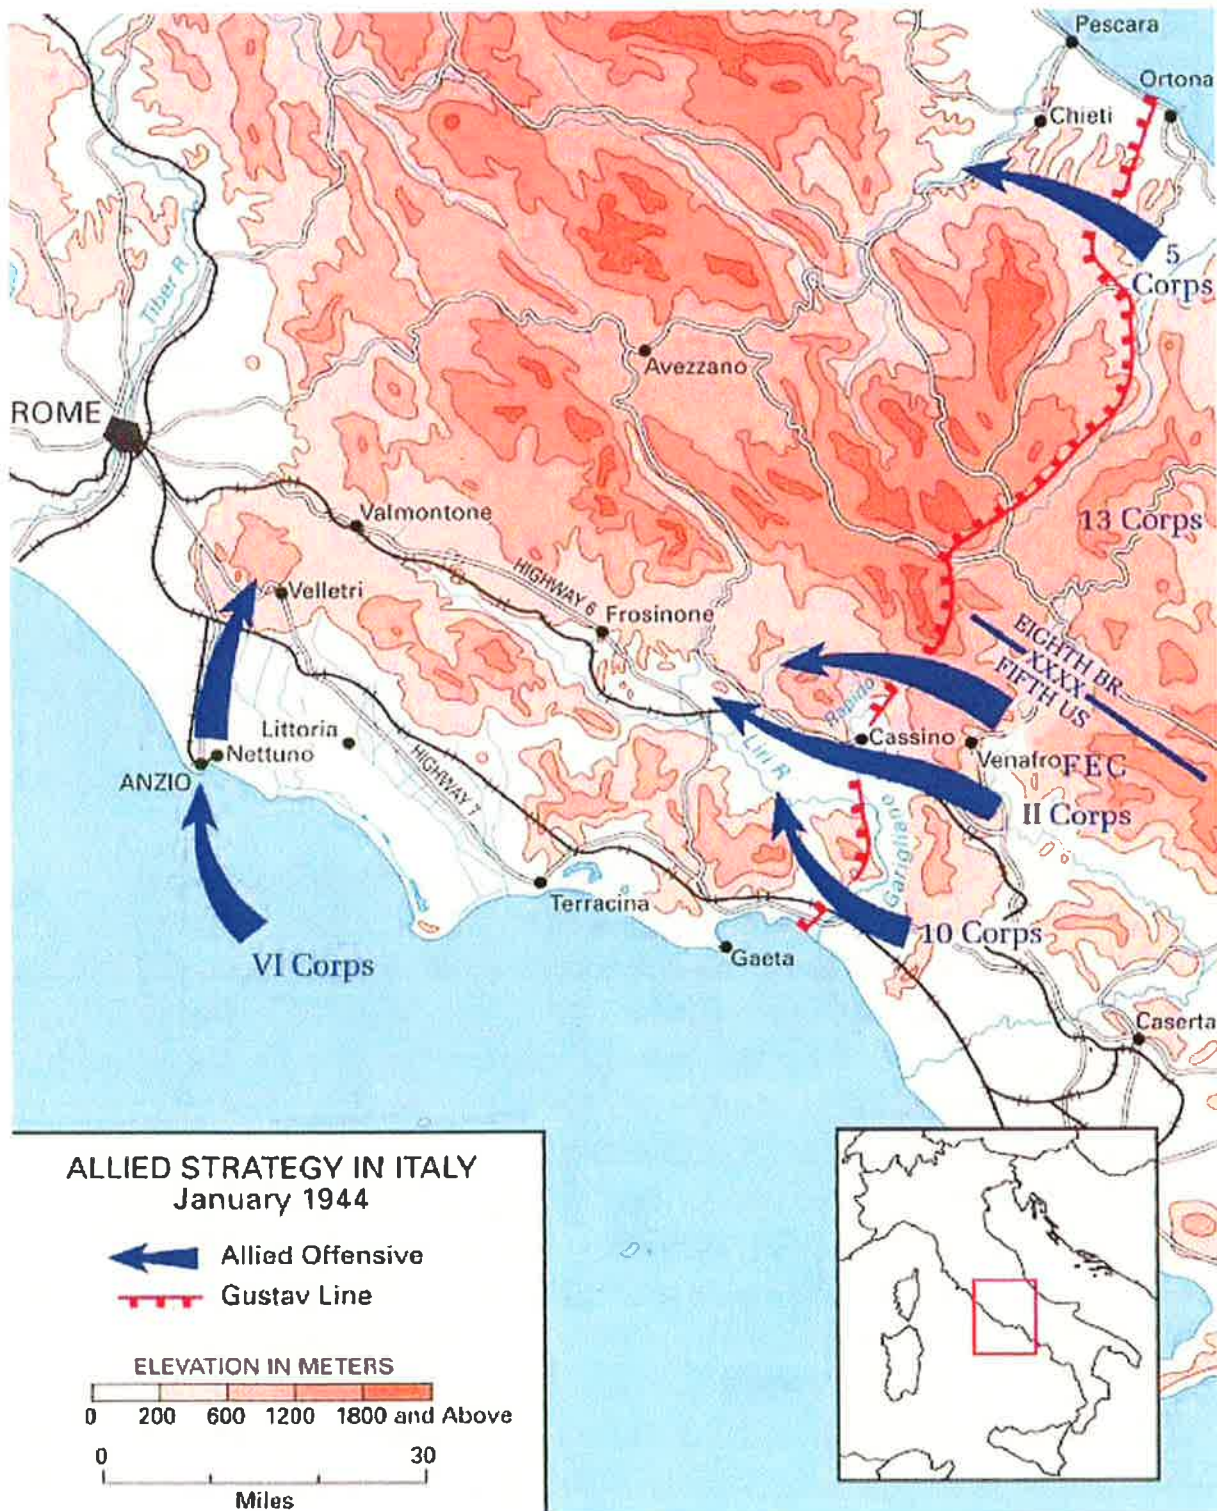 Pescara
Ortona
Chieti
5
Corps
Tiber R
Avezzano
ROME
13 Corps
Valmontone
HIGHWAY 6
Velletri
Frosinone
EIGHTH BR
XXXX
FIFTH US
Rapido
Cassino
Littoria
Nettuno
HIGHWAY 7
Liri R
Venafro
FEC
ANZIO
II Corps
Garigliano
Terracina
10 Corps
VI Corps
Gaeta
Caserta
ALLIED STRATEGY IN ITALY
January 1944
Allied Offensive
Gustav Line
ELEVATION IN METERS
0 200 600 1200 1800 and Above
0 30
Miles